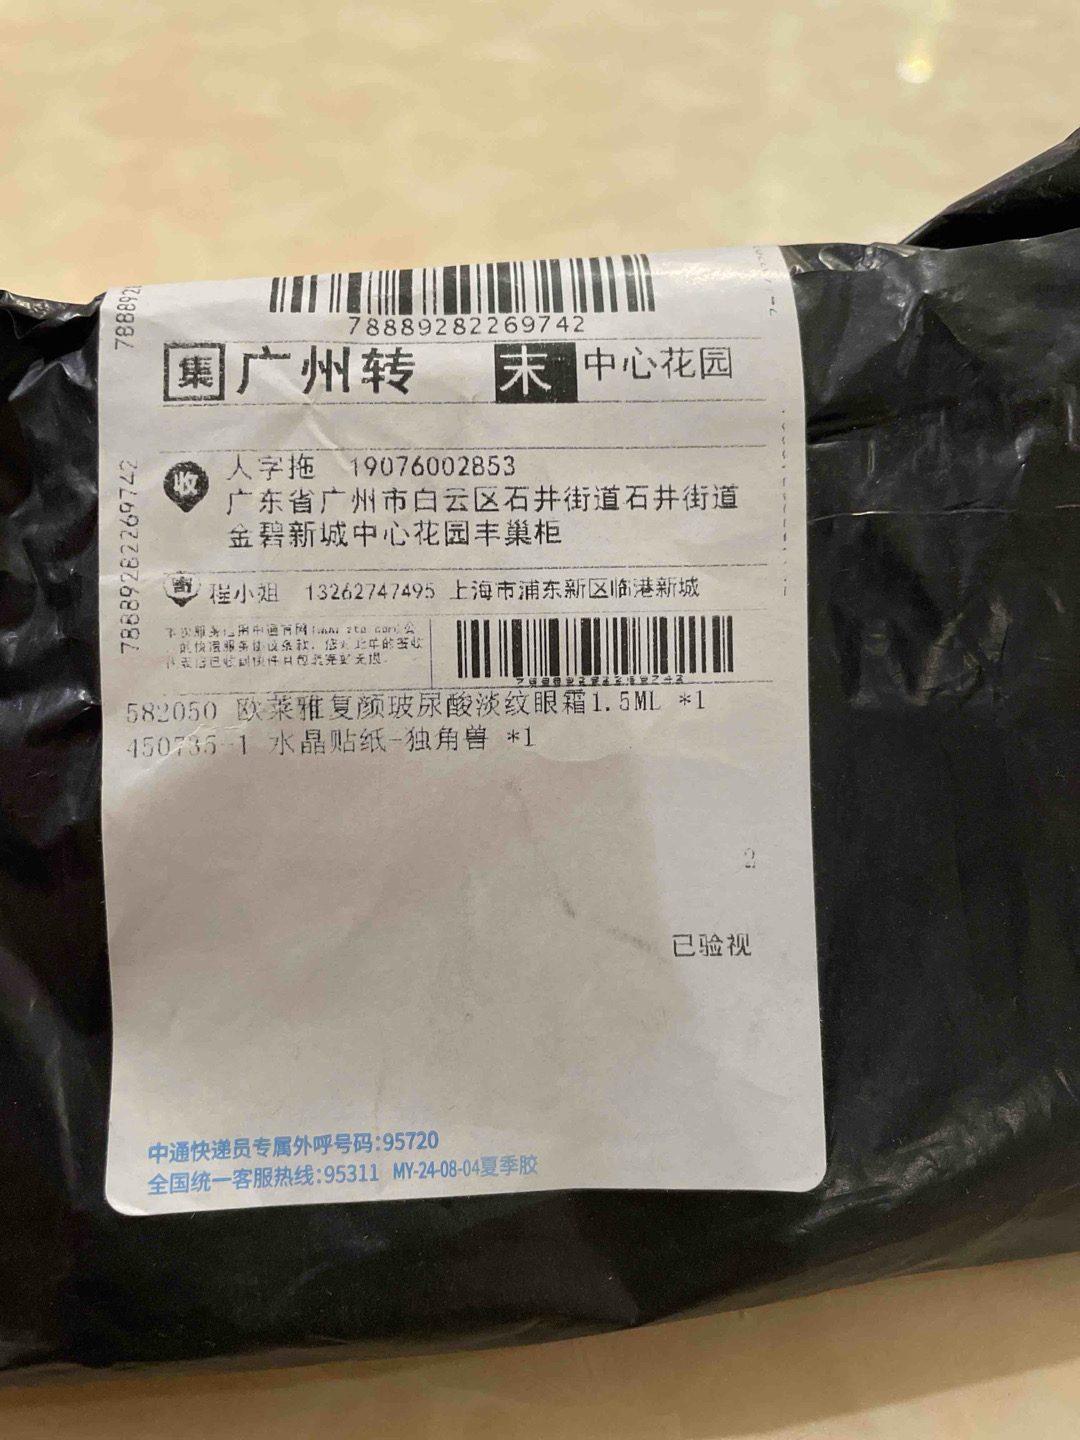 78889282269742
集 广州转 末 中心花园
收 人字拖 19076002853
广东省广州市白云区石井街道石井街道
金碧新城中心花园丰巢柜
寄 程小姐 13262747495 上海市浦东新区临港新城
78889282269742
582050 欧莱雅复颜玻尿酸淡纹眼霜1.5ML *1
450735-1 水晶贴纸-独角兽 *1
2
已验视
中通快递员专属外呼号码:95720
全国统一客服热线:95311 MY-24-08-04夏季胶